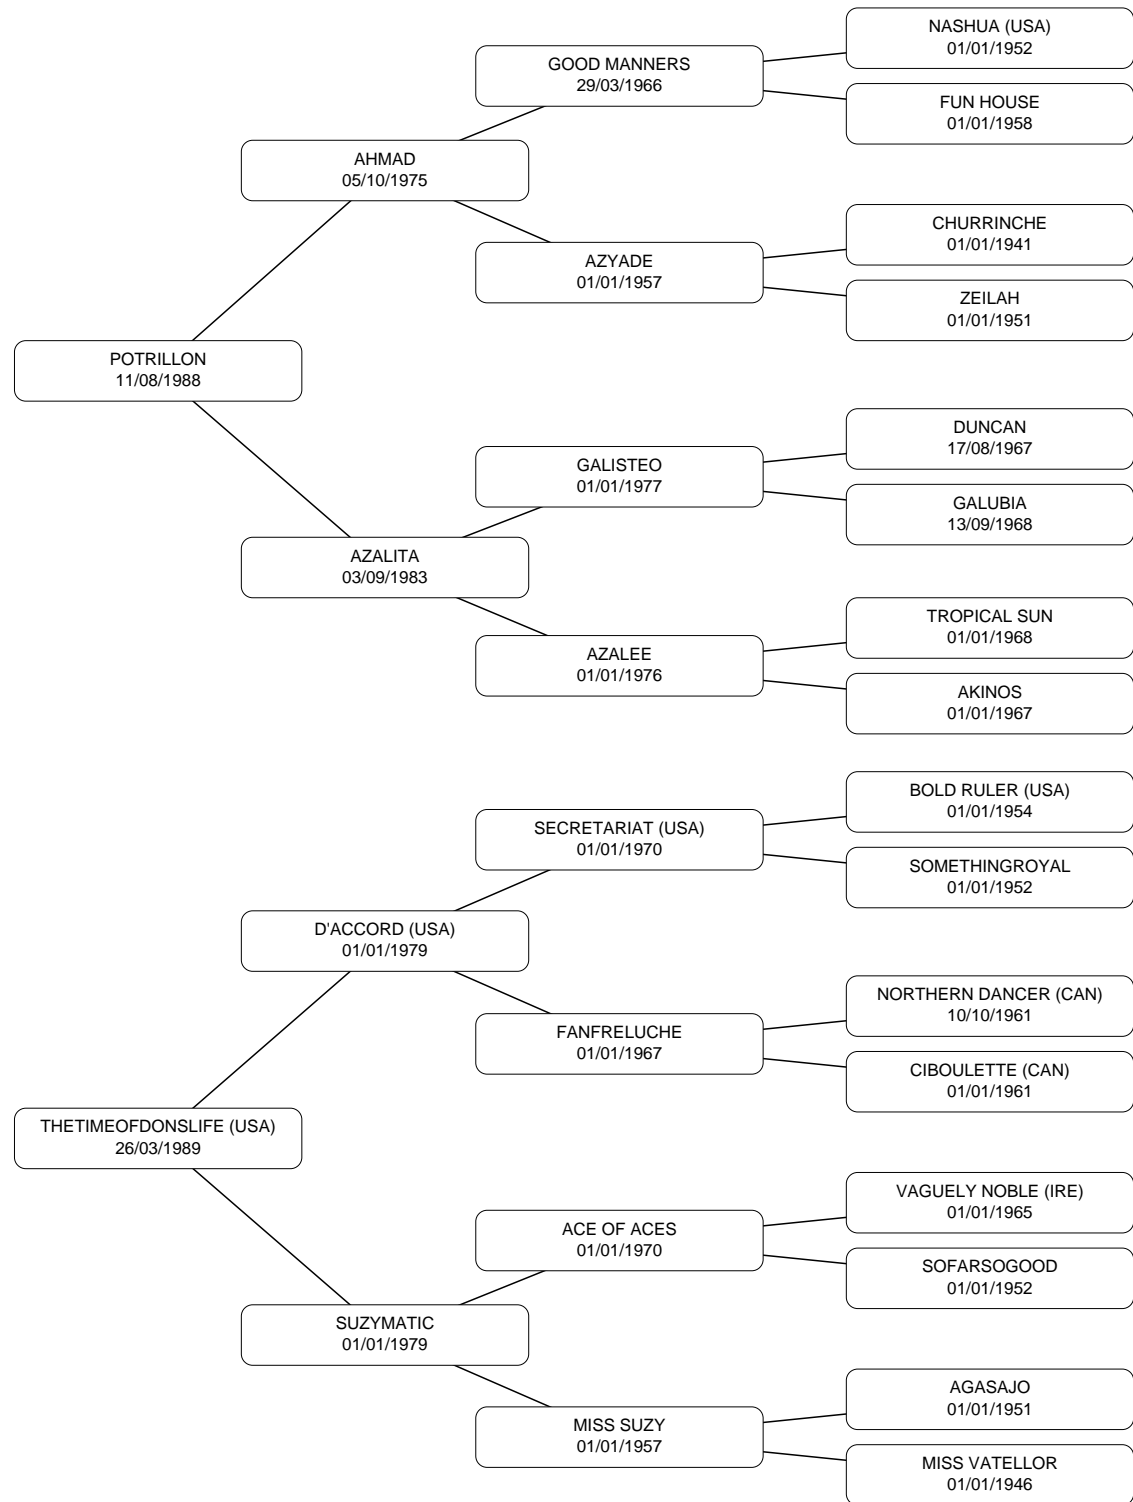 NASHUA (USA)
01/01/1952
GOOD MANNERS
29/03/1966
FUN HOUSE
01/01/1958
AHMAD
05/10/1975
CHURRINCHE
01/01/1941
AZYADE
01/01/1957
ZEILAH
01/01/1951
POTRILLON
11/08/1988
DUNCAN
17/08/1967
GALISTEO
01/01/1977
GALUBIA
13/09/1968
AZALITA
03/09/1983
TROPICAL SUN
01/01/1968
AZALEE
01/01/1976
AKINOS
01/01/1967
BOLD RULER (USA)
01/01/1954
SECRETARIAT (USA)
01/01/1970
SOMETHINGROYAL
01/01/1952
D'ACCORD (USA)
01/01/1979
NORTHERN DANCER (CAN)
10/10/1961
FANFRELUCHE
01/01/1967
CIBOULETTE (CAN)
01/01/1961
THETIMEOFDONSLIFE (USA)
26/03/1989
VAGUELY NOBLE (IRE)
01/01/1965
ACE OF ACES
01/01/1970
SOFARSOGOOD
01/01/1952
SUZYMATIC
01/01/1979
AGASAJO
01/01/1951
MISS SUZY
01/01/1957
MISS VATELLOR
01/01/1946